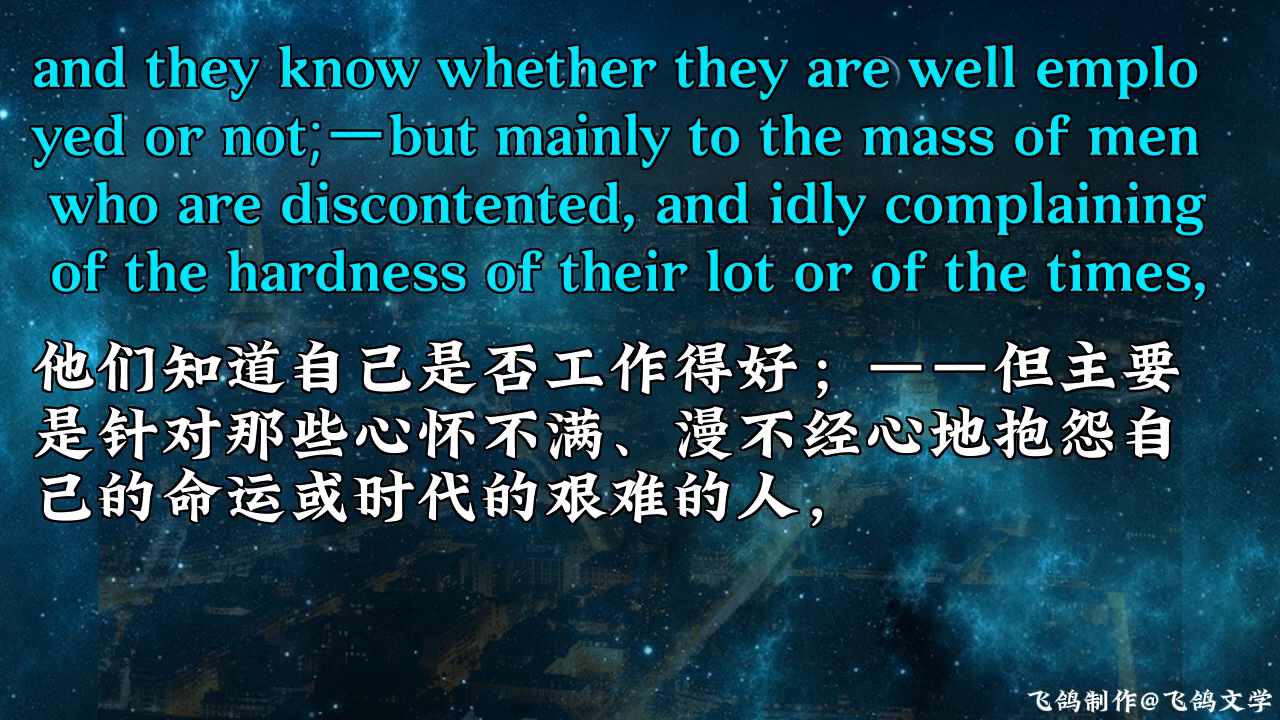 and they know whether they are well emplo
yed or not;—but mainly to the mass of men
who are discontented, and idly complaining
of the hardness of their lot or of the times,
他们知道自己是否工作得好；——但主要
是针对那些心怀不满、漫不经心地抱怨自
己的命运或时代的艰难的人，
飞鸽制作@飞鸽文学